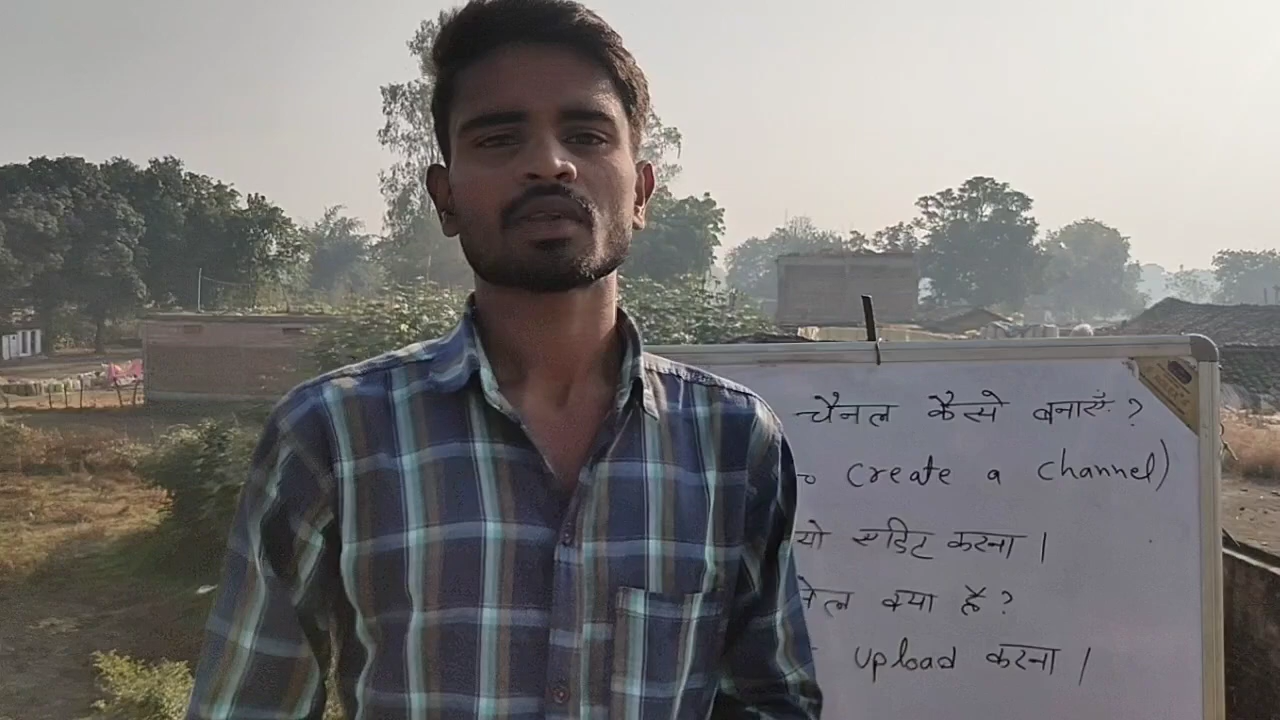 चैनल कैसे बनाएँ ?
create a channel)
एडिट करना ।
क्या है ?
upload करना ।